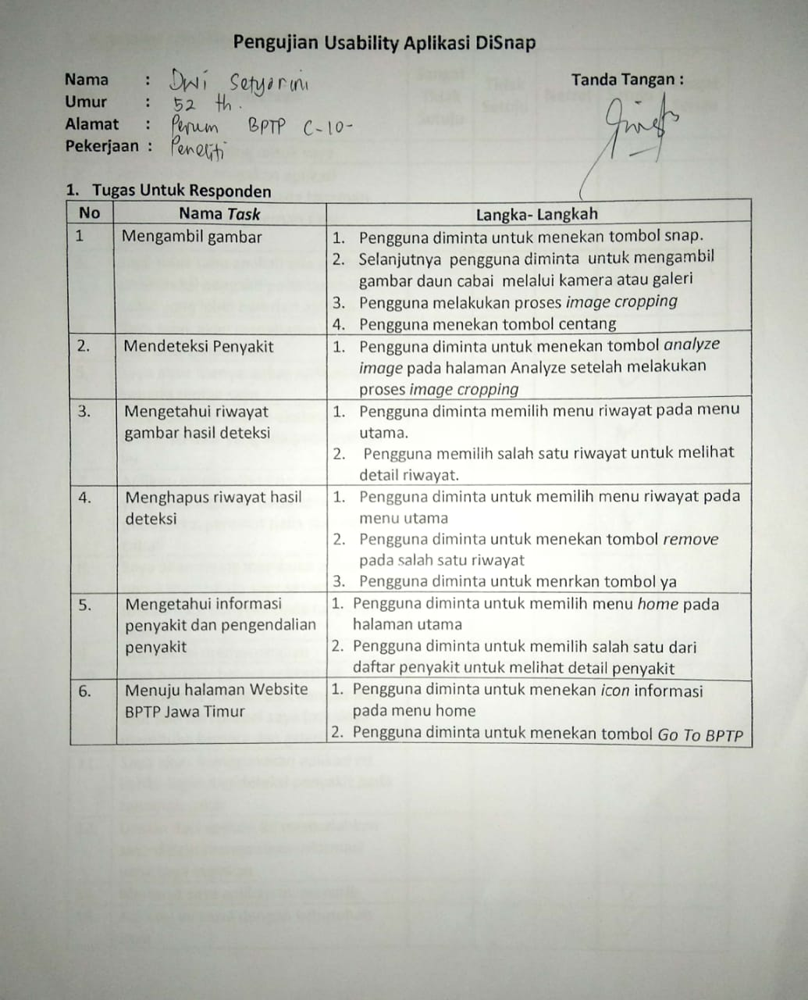 Pengujian Usability Aplikasi DiSnap
Nama : Dwi Setyorini
Tanda Tangan :
Umur : 52 th.
Alamat : Perum BPTP C-10-
Pekerjaan : Peneliti
1. Tugas Untuk Responden
No Nama Task Langka- Langkah
1 Mengambil gambar 1. Pengguna diminta untuk menekan tombol snap.
2. Selanjutnya pengguna diminta untuk mengambil
gambar daun cabai melalui kamera atau galeri
3. Pengguna melakukan proses image cropping
4. Pengguna menekan tombol centang
2. Mendeteksi Penyakit 1. Pengguna diminta untuk menekan tombol analyze
image pada halaman Analyze setelah melakukan
proses image cropping
3. Mengetahui riwayat 1. Pengguna diminta memilih menu riwayat pada menu
gambar hasil deteksi utama.
2. Pengguna memilih salah satu riwayat untuk melihat
detail riwayat.
4. Menghapus riwayat hasil 1. Pengguna diminta untuk memilih menu riwayat pada
deteksi menu utama
2. Pengguna diminta untuk menekan tombol remove
pada salah satu riwayat
3. Pengguna diminta untuk menrkan tombol ya
5. Mengetahui informasi 1. Pengguna diminta untuk memilih menu home pada
penyakit dan pengendalian halaman utama
penyakit 2. Pengguna diminta untuk memilih salah satu dari
daftar penyakit untuk melihat detail penyakit
6. Menuju halaman Website 1. Pengguna diminta untuk menekan icon informasi
BPTP Jawa Timur pada menu home
2. Pengguna diminta untuk menekan tombol Go To BPTP